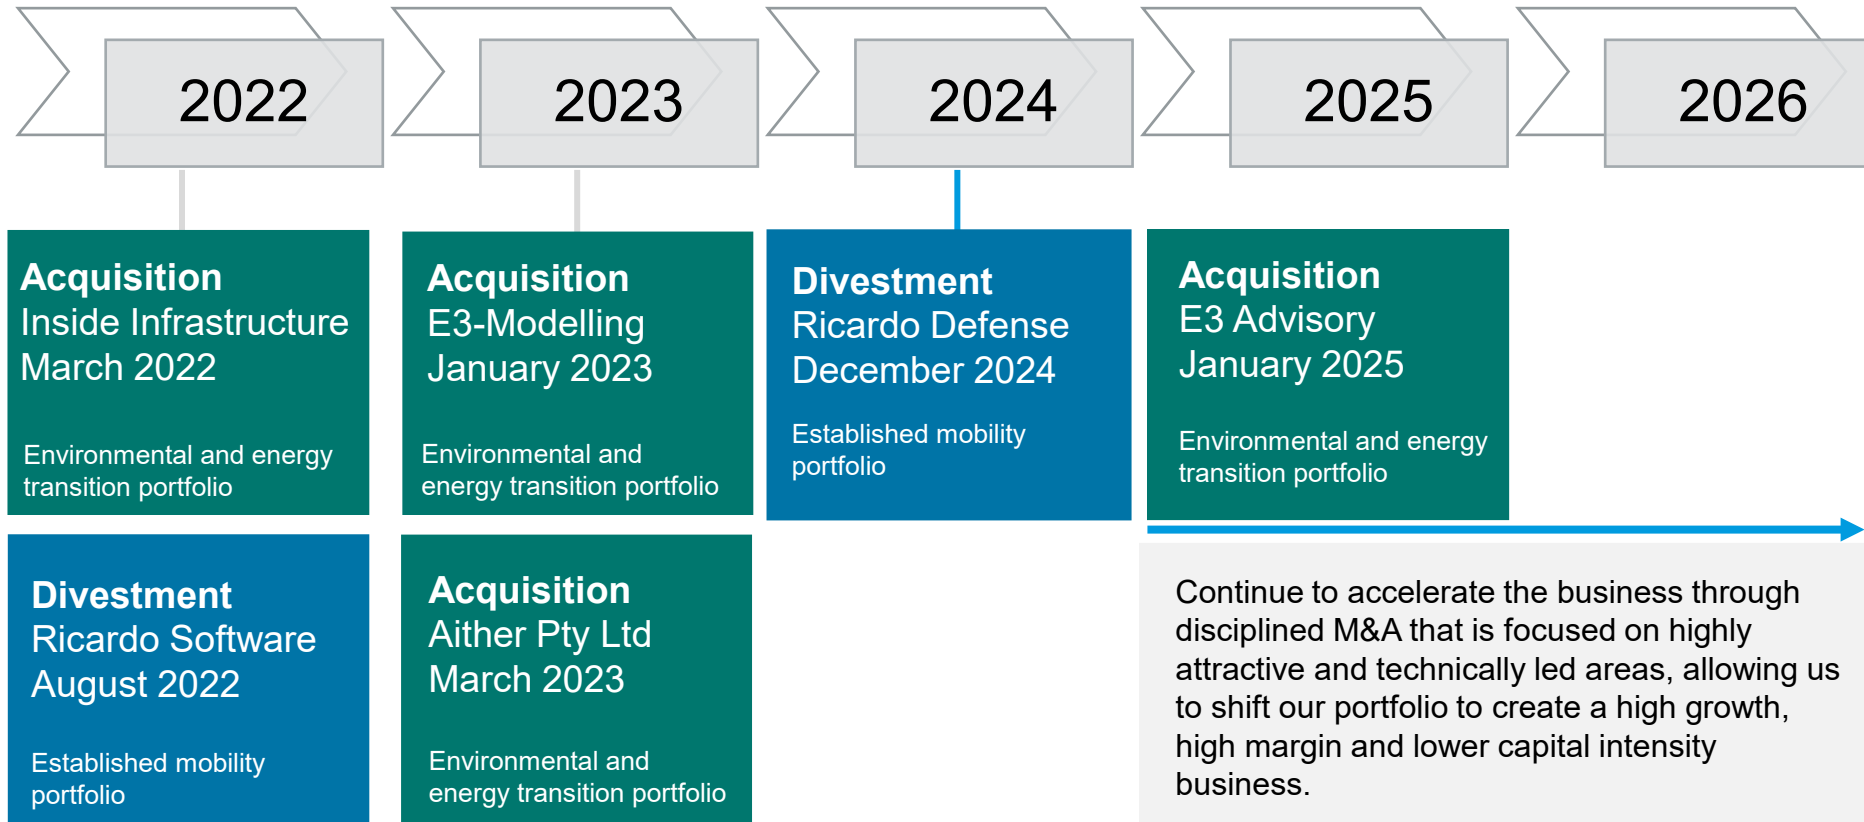 2022
2023
2024
2025
2026
Acquisition
Inside Infrastructure
March 2022
Environmental and energy
transition portfolio
Divestment
Ricardo Software
August 2022
Established mobility
portfolio
Acquisition
E3-Modelling
January 2023
Environmental and
energy transition portfolio
Acquisition
Aither Pty Ltd
March 2023
Environmental and
energy transition portfolio
Divestment
Ricardo Defense
December 2024
Established mobility
portfolio
Acquisition
E3 Advisory
January 2025
Environmental and energy
transition portfolio
Continue to accelerate the business through
disciplined M&A that is focused on highly
attractive and technically led areas, allowing us
to shift our portfolio to create a high growth,
high margin and lower capital intensity
business.